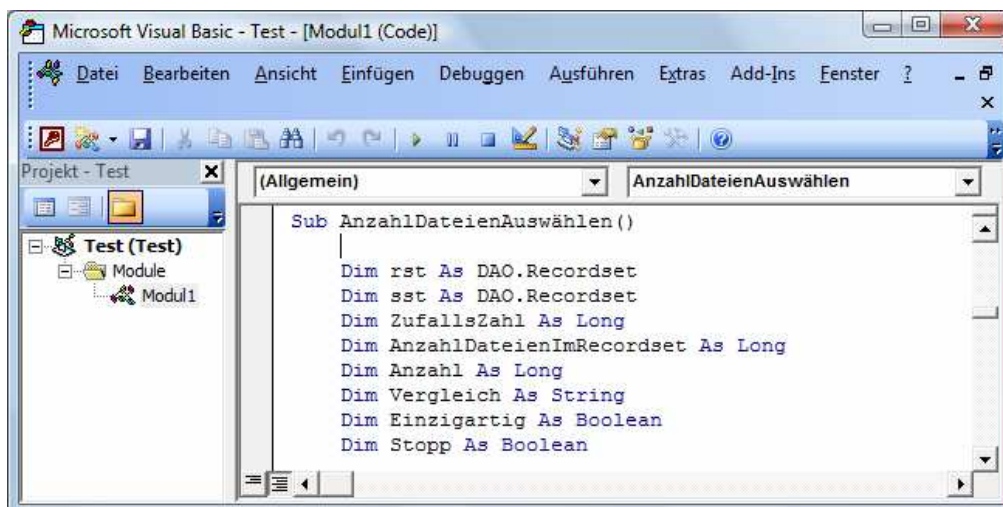 Microsoft Visual Basic - Test - [Modul1 (Code)]
Datei Bearbeiten Ansicht Einfügen Debuggen Ausführen Extras Add-Ins Fenster ?
Projekt - Test
(Allgemein) AnzahlDateienAuswählen
Test (Test)
Module
Modul1
Sub AnzahlDateienAuswählen()
Dim rst As DAO.Recordset
Dim sst As DAO.Recordset
Dim ZufallsZahl As Long
Dim AnzahlDateienImRecordset As Long
Dim Anzahl As Long
Dim Vergleich As String
Dim Einzigartig As Boolean
Dim Stopp As Boolean